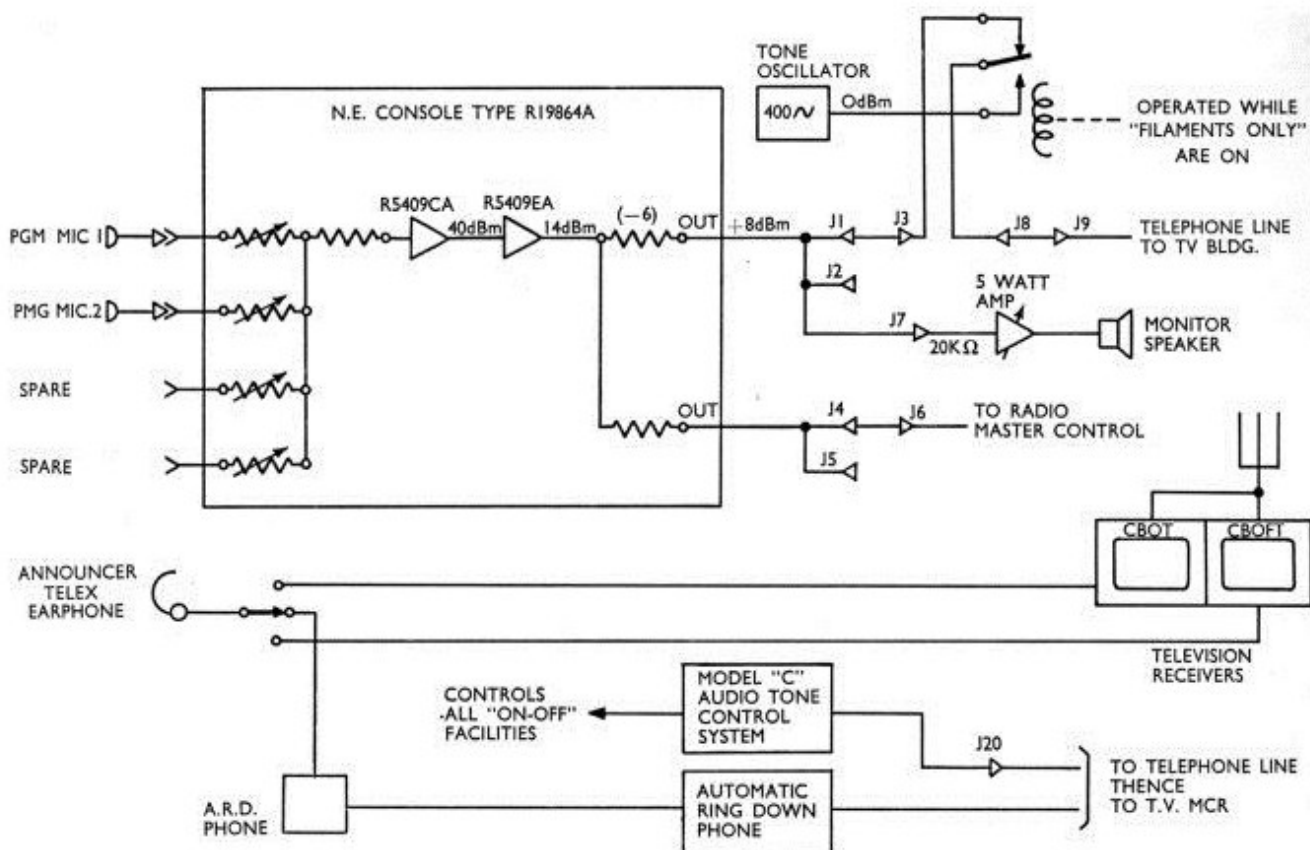 TONE
OSCILLATOR
400∿
OdBm
OPERATED WHILE
"FILAMENTS ONLY"
ARE ON
N.E. CONSOLE TYPE R19864A
R5409CA
R5409EA
(−6)
PGM MIC 1
40dBm
14dBm
OUT
+8dBm
J1
J3
J8
J9
TELEPHONE LINE
TO TV BLDG.
J2
PMG MIC.2
5 WATT
AMP
J7
20KΩ
MONITOR
SPEAKER
SPARE
OUT
J4
J6
TO RADIO
MASTER CONTROL
SPARE
J5
CBOT
CBOFT
ANNOUNCER
TELEX
EARPHONE
TELEVISION
RECEIVERS
CONTROLS
-ALL "ON-OFF"
FACILITIES
MODEL "C"
AUDIO TONE
CONTROL
SYSTEM
J20
TO TELEPHONE LINE
THENCE
TO T.V. MCR
A.R.D.
PHONE
AUTOMATIC
RING DOWN
PHONE